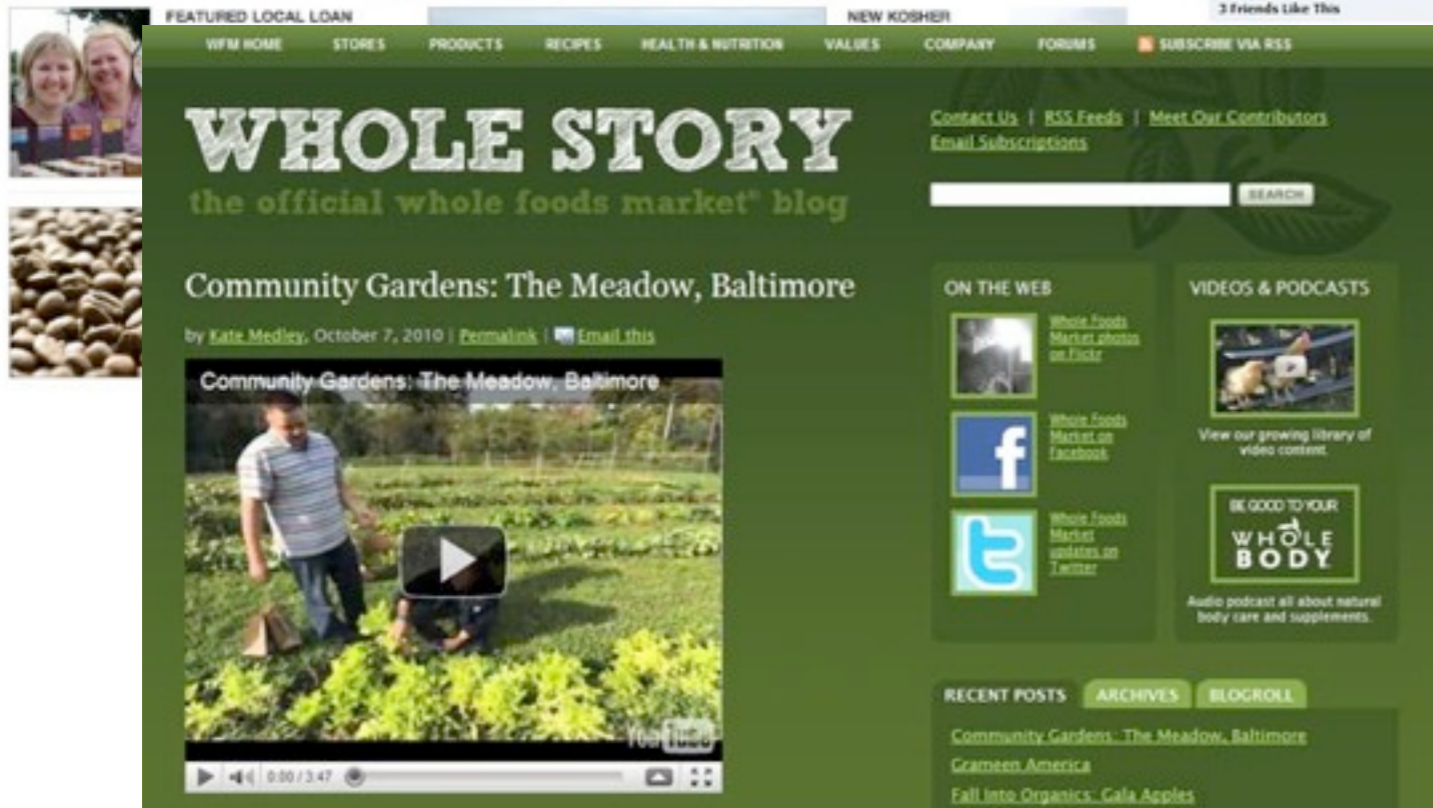 FEATURED LOCAL LOAN
NEW KOSHER
3 Friends Like This
WFM HOME STORES PRODUCTS RECIPES HEALTH & NUTRITION VALUES COMPANY FORUMS SUBSCRIBE VIA RSS
WHOLE STORY
the official whole foods market® blog
Contact Us | RSS Feeds | Meet Our Contributors
Email Subscriptions
SEARCH
Community Gardens: The Meadow, Baltimore
by Kate Medley, October 7, 2010 | Permalink | Email this
Community Gardens: The Meadow, Baltimore
YouTube
0:00 / 3:47
ON THE WEB
Whole Foods
Market photos
on Flickr
f
Whole Foods
Market on
Facebook
t
Whole Foods
Market
updates on
Twitter
VIDEOS & PODCASTS
View our growing library of
video content.
BE GOOD TO YOUR
WHOLE
BODY
Audio podcast all about natural
body care and supplements.
RECENT POSTS ARCHIVES BLOGROLL
Community Gardens: The Meadow, Baltimore
Grameen America
Fall Into Organics: Gala Apples